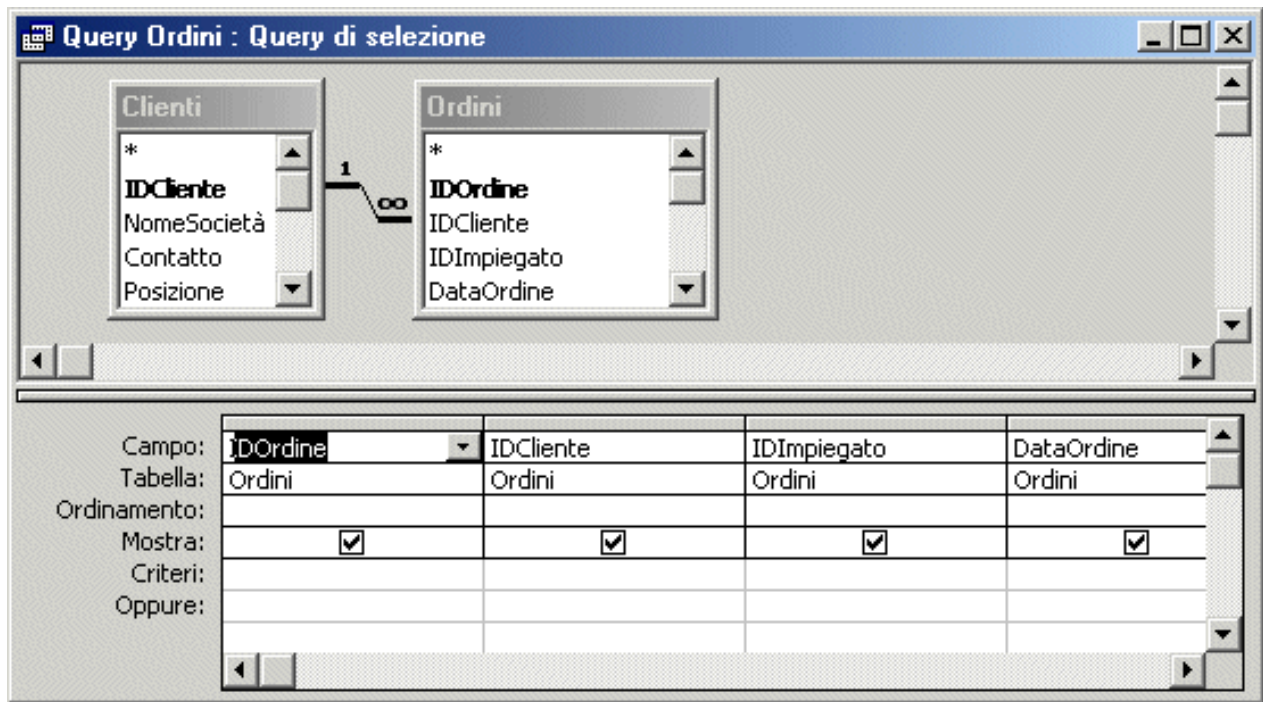 Query Ordini : Query di selezione
Clienti
*
IDCliente
NomeSocietà
Contatto
Posizione
1
∞
Ordini
*
IDOrdine
IDCliente
IDImpiegato
DataOrdine
Campo: IDOrdine IDCliente IDImpiegato DataOrdine
Tabella: Ordini Ordini Ordini Ordini
Ordinamento:
Mostra:
Criteri:
Oppure: